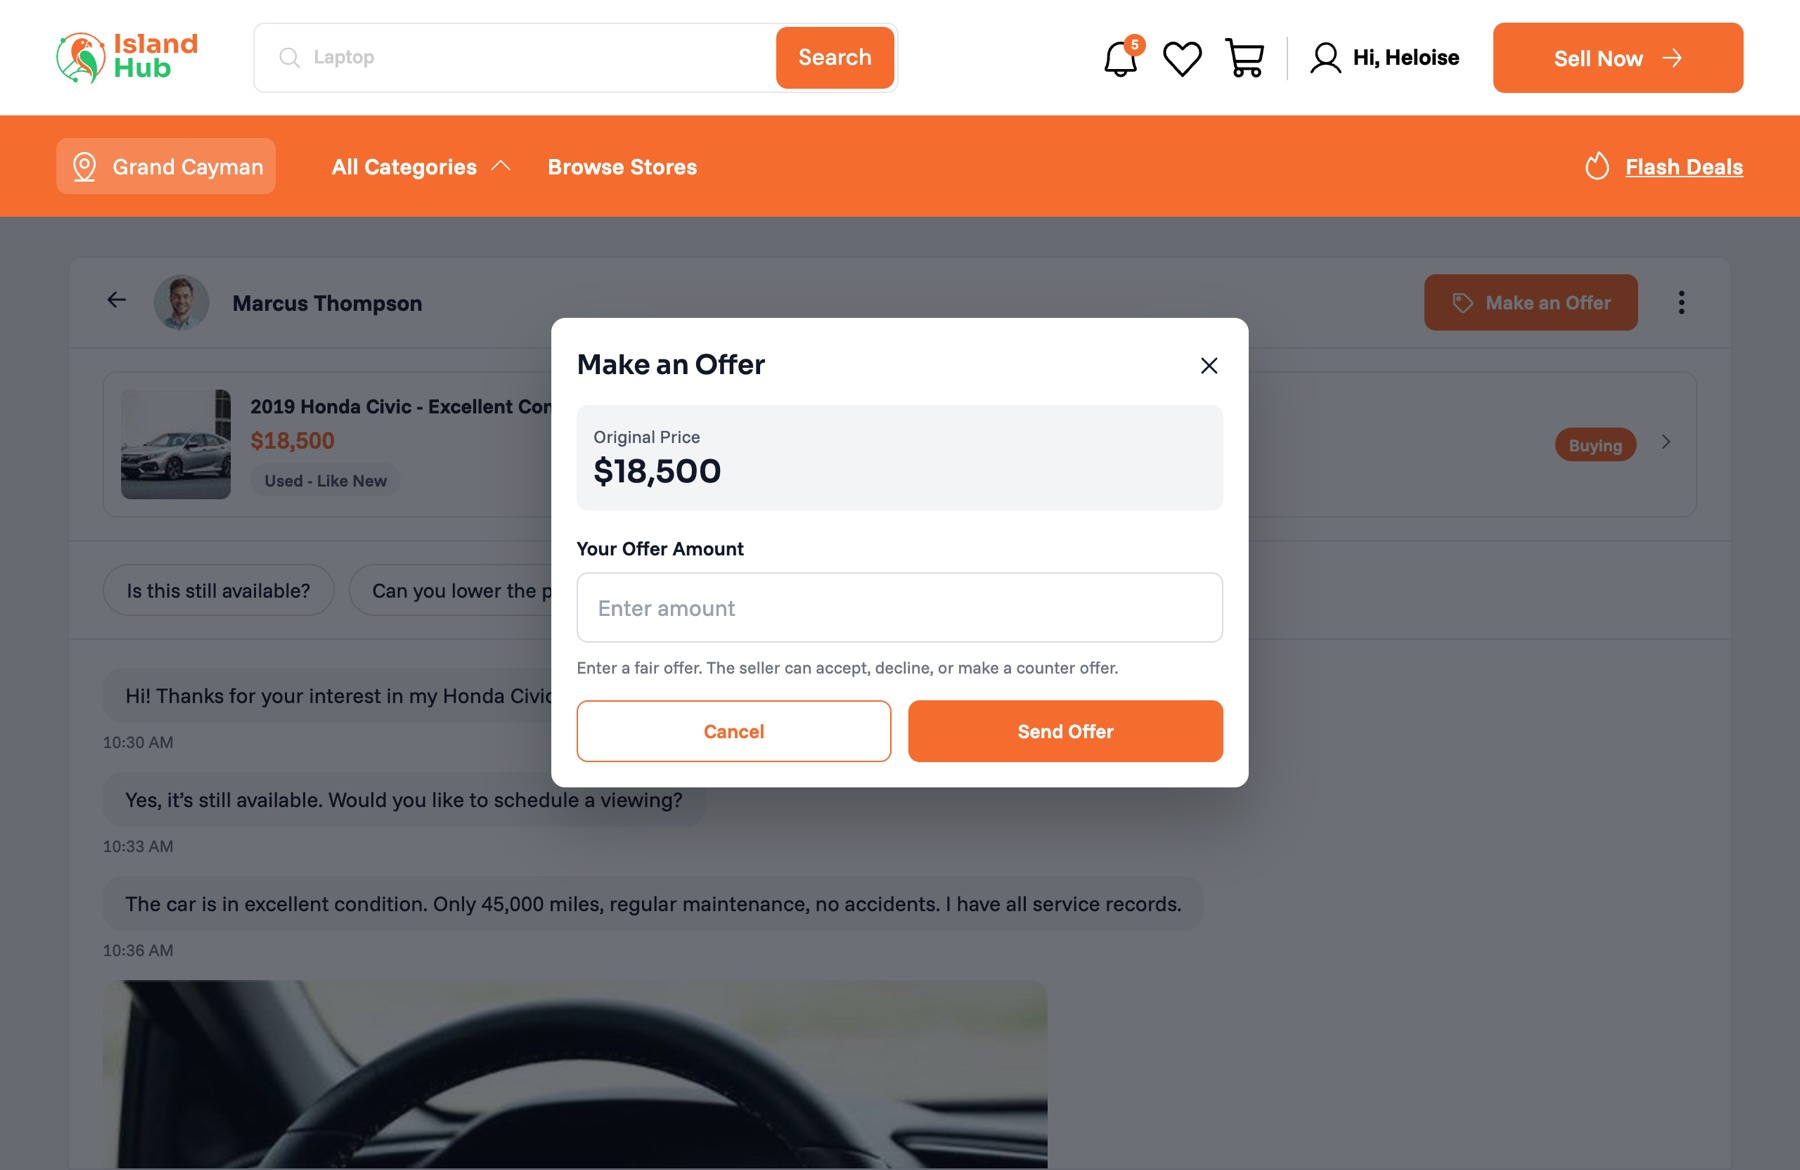 Island
Hub
Laptop
Search
5
Hi, Heloise
Sell Now
Grand Cayman
All Categories
Browse Stores
Flash Deals
Marcus Thompson
Make an Offer
2019 Honda Civic - Excellent Con
$18,500
Used - Like New
Buying
Make an Offer
Original Price
$18,500
Your Offer Amount
Enter amount
Enter a fair offer. The seller can accept, decline, or make a counter offer.
Cancel
Send Offer
Is this still available?
Can you lower the p
Hi! Thanks for your interest in my Honda Civic
10:30 AM
Yes, it's still available. Would you like to schedule a viewing?
10:33 AM
The car is in excellent condition. Only 45,000 miles, regular maintenance, no accidents. I have all service records.
10:36 AM